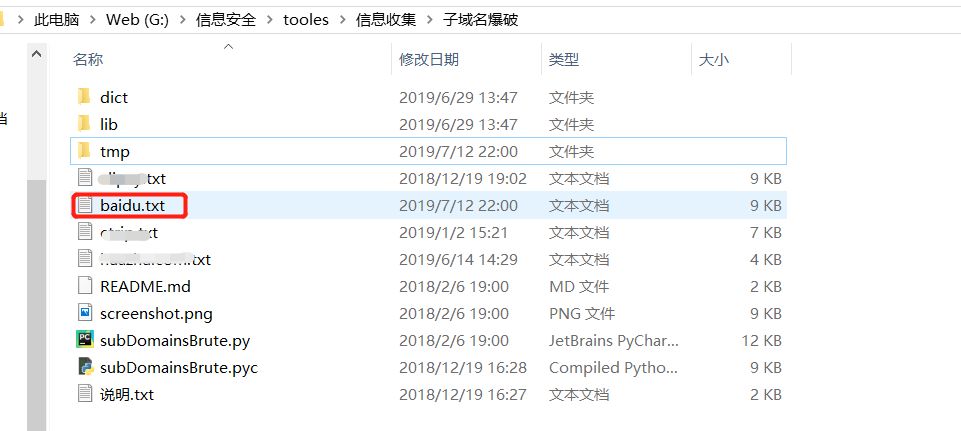 此电脑 > Web (G:) > 信息安全 > tooles > 信息收集 > 子域名爆破
名称 修改日期 类型 大小
dict 2019/6/29 13:47 文件夹
lib 2019/6/29 13:47 文件夹
tmp 2019/7/12 22:00 文件夹
.txt 2018/12/19 19:02 文本文档 9 KB
baidu.txt 2019/7/12 22:00 文本文档 9 KB
.txt 2019/1/2 15:21 文本文档 7 KB
.txt 2019/6/14 14:29 文本文档 4 KB
README.md 2018/2/6 19:00 MD 文件 2 KB
screenshot.png 2018/2/6 19:00 PNG 文件 9 KB
subDomainsBrute.py 2018/2/6 19:00 JetBrains PyChar... 12 KB
subDomainsBrute.pyc 2018/12/19 16:28 Compiled Pytho... 9 KB
说明.txt 2018/12/19 16:27 文本文档 2 KB